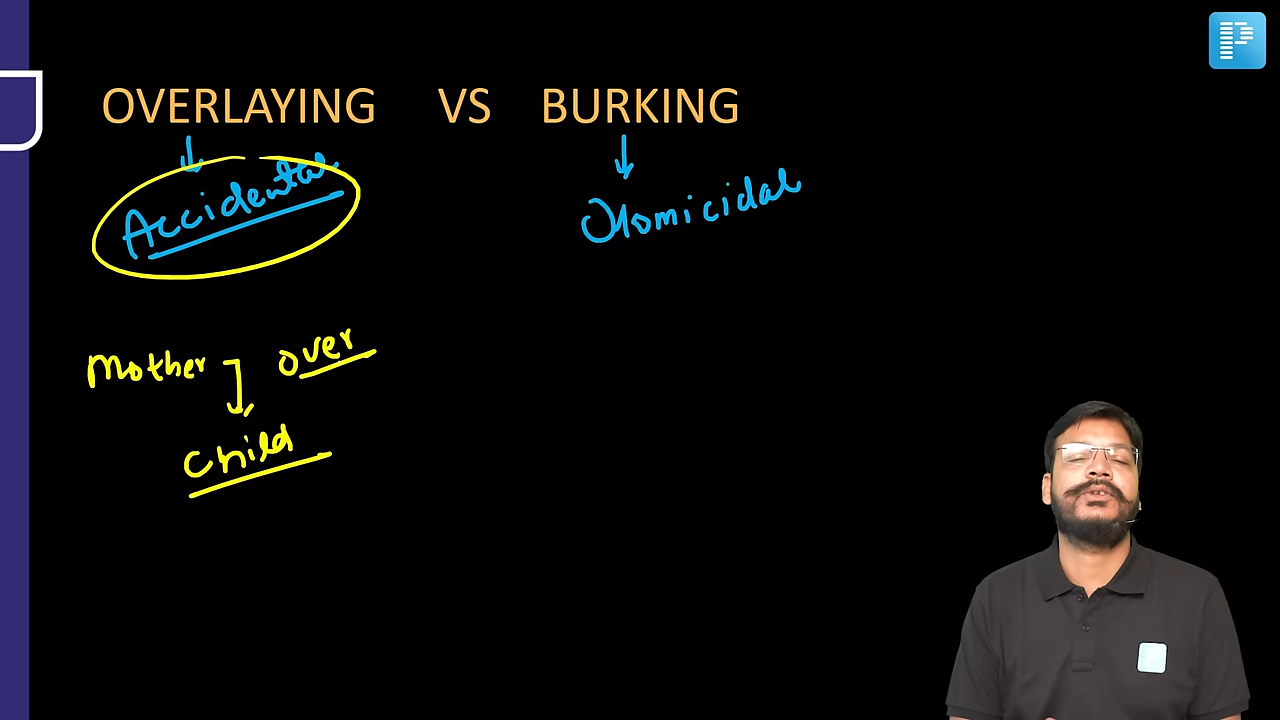 OVERLAYING VS BURKING
Accidental
Homicidal
Mother over
child